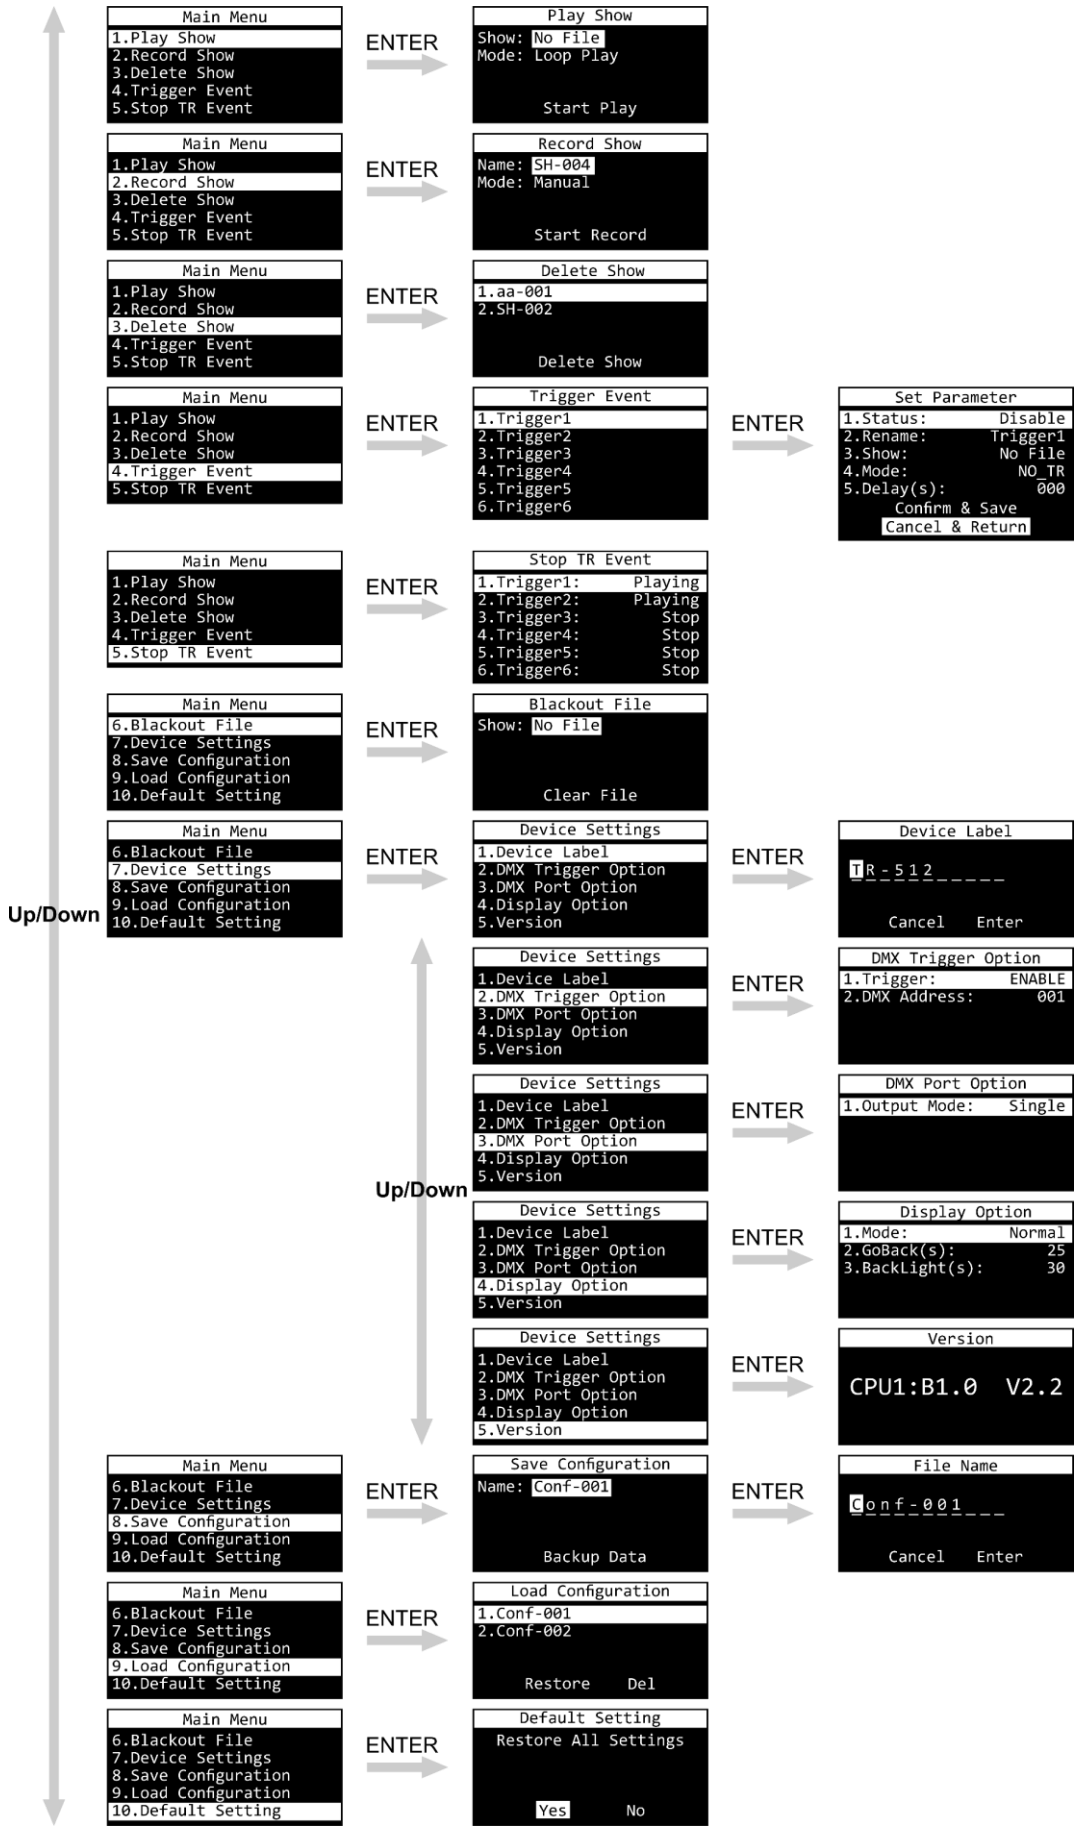 Main Menu
1.Play Show
2.Record Show
3.Delete Show
4.Trigger Event
5.Stop TR Event
ENTER
Play Show
Show: No File
Mode: Loop Play
Start Play
Main Menu
1.Play Show
2.Record Show
3.Delete Show
4.Trigger Event
5.Stop TR Event
ENTER
Record Show
Name: SH-004
Mode: Manual
Start Record
Main Menu
1.Play Show
2.Record Show
3.Delete Show
4.Trigger Event
5.Stop TR Event
ENTER
Delete Show
1.aa-001
2.SH-002
Delete Show
Main Menu
1.Play Show
2.Record Show
3.Delete Show
4.Trigger Event
5.Stop TR Event
ENTER
Trigger Event
1.Trigger1
2.Trigger2
3.Trigger3
4.Trigger4
5.Trigger5
6.Trigger6
ENTER
Set Parameter
1.Status: Disable
2.Rename: Trigger1
3.Show: No File
4.Mode: NO_TR
5.Delay(s): 000
Confirm & Save
Cancel & Return
Main Menu
1.Play Show
2.Record Show
3.Delete Show
4.Trigger Event
5.Stop TR Event
ENTER
Stop TR Event
1.Trigger1: Playing
2.Trigger2: Playing
3.Trigger3: Stop
4.Trigger4: Stop
5.Trigger5: Stop
6.Trigger6: Stop
Main Menu
6.Blackout File
7.Device Settings
8.Save Configuration
9.Load Configuration
10.Default Setting
ENTER
Blackout File
Show: No File
Clear File
Up/Down
Main Menu
6.Blackout File
7.Device Settings
8.Save Configuration
9.Load Configuration
10.Default Setting
ENTER
Device Settings
1.Device Label
2.DMX Trigger Option
3.DMX Port Option
4.Display Option
5.Version
ENTER
Device Label
TR-512
Cancel Enter
Up/Down
Device Settings
1.Device Label
2.DMX Trigger Option
3.DMX Port Option
4.Display Option
5.Version
ENTER
DMX Trigger Option
1.Trigger: ENABLE
2.DMX Address: 001
Device Settings
1.Device Label
2.DMX Trigger Option
3.DMX Port Option
4.Display Option
5.Version
ENTER
DMX Port Option
1.Output Mode: Single
Device Settings
1.Device Label
2.DMX Trigger Option
3.DMX Port Option
4.Display Option
5.Version
ENTER
Display Option
1.Mode: Normal
2.GoBack(s): 25
3.BackLight(s): 30
Device Settings
1.Device Label
2.DMX Trigger Option
3.DMX Port Option
4.Display Option
5.Version
ENTER
Version
CPU1:B1.0 V2.2
Main Menu
6.Blackout File
7.Device Settings
8.Save Configuration
9.Load Configuration
10.Default Setting
ENTER
Save Configuration
Name: Conf-001
Backup Data
ENTER
File Name
Conf-001
Cancel Enter
Main Menu
6.Blackout File
7.Device Settings
8.Save Configuration
9.Load Configuration
10.Default Setting
ENTER
Load Configuration
1.Conf-001
2.Conf-002
Restore Del
Main Menu
6.Blackout File
7.Device Settings
8.Save Configuration
9.Load Configuration
10.Default Setting
ENTER
Default Setting
Restore All Settings
Yes No